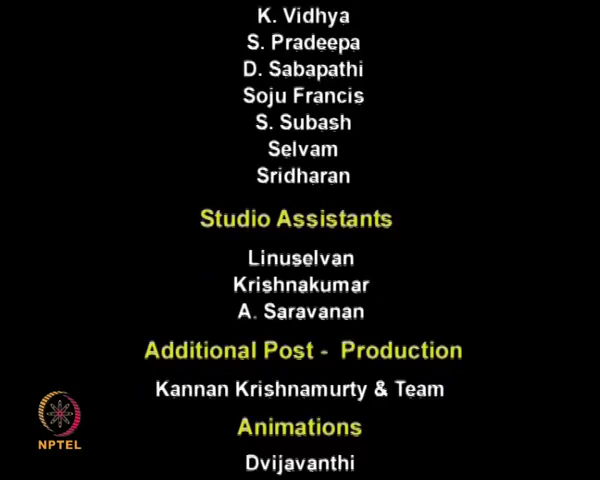 K. Vidhya
S. Pradeepa
D. Sabapathi
Soju Francis
S. Subash
Selvam
Sridharan
Studio Assistants
Linuselvan
Krishnakumar
A. Saravanan
Additional Post - Production
Kannan Krishnamurty & Team
Animations
Dvijavanthi
NPTEL